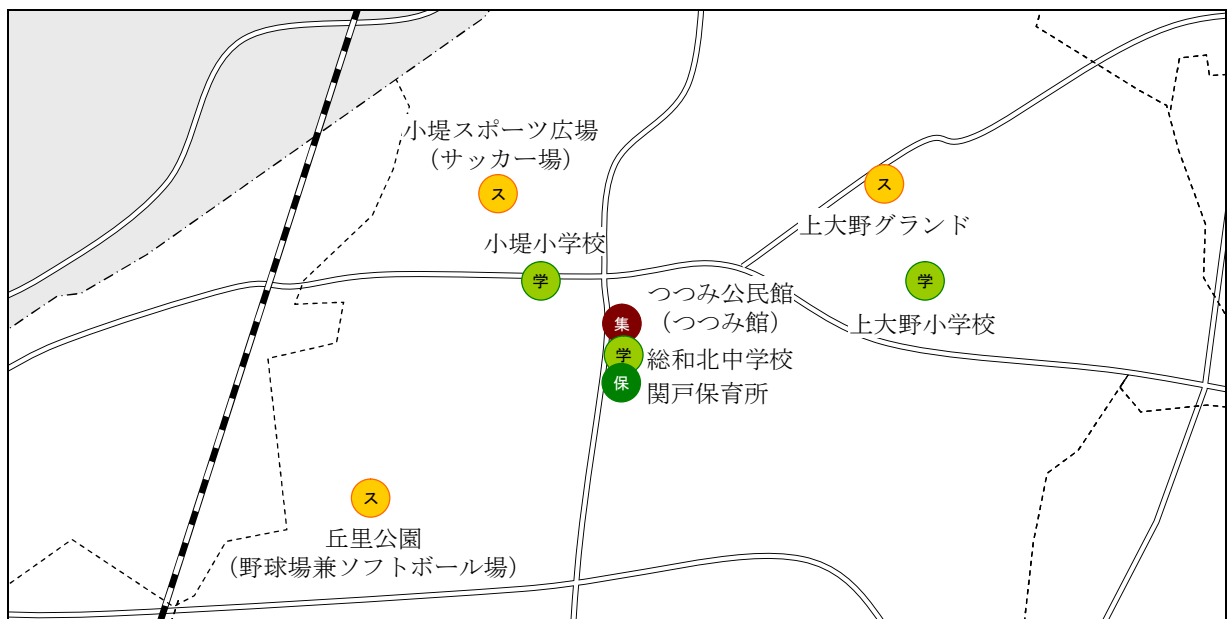 小堤スポーツ広場
（サッカー場）
ス
ス
上大野グランド
小堤小学校
学
学
つつみ公民館
（つつみ館）
集
上大野小学校
学
総和北中学校
保
関戸保育所
ス
丘里公園
（野球場兼ソフトボール場）